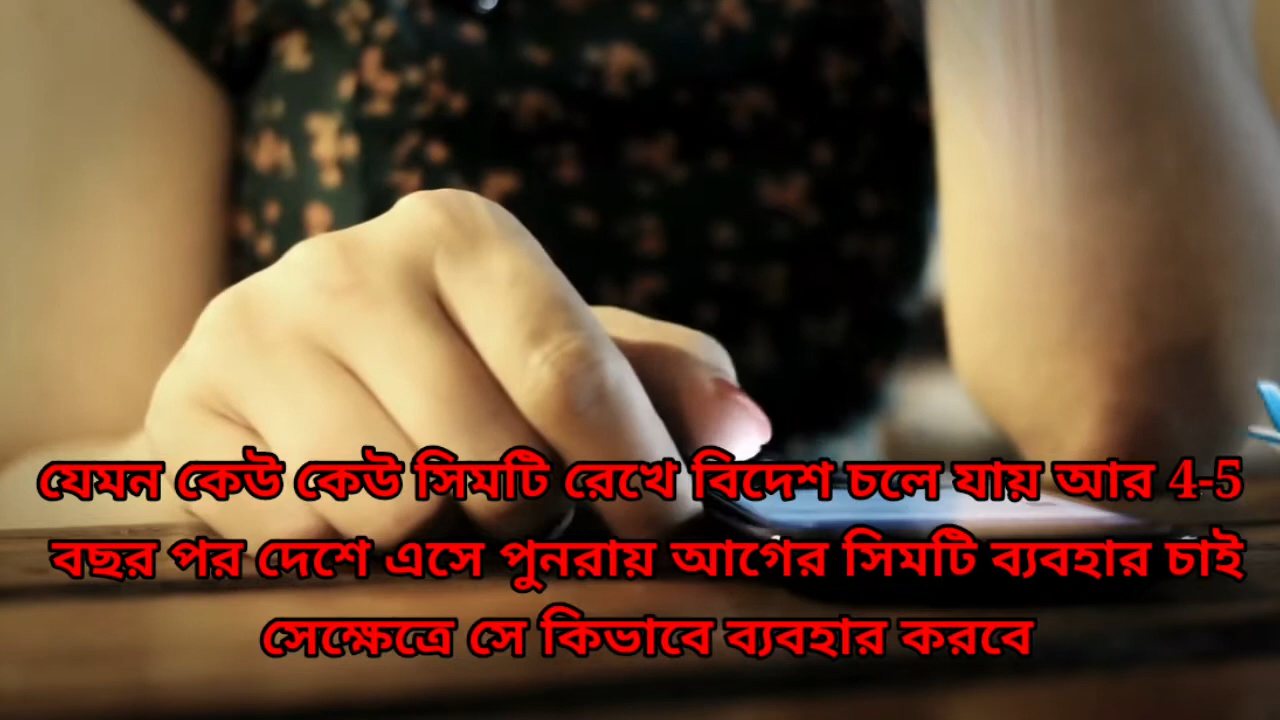 যেমন কেউ কেউ সিমটি রেখে বিদেশ চলে যায় আর 4-5
বছর পর দেশে এসে পুনরায় আগের সিমটি ব্যবহার চাই
সেক্ষেত্রে সে কিভাবে ব্যবহার করবে